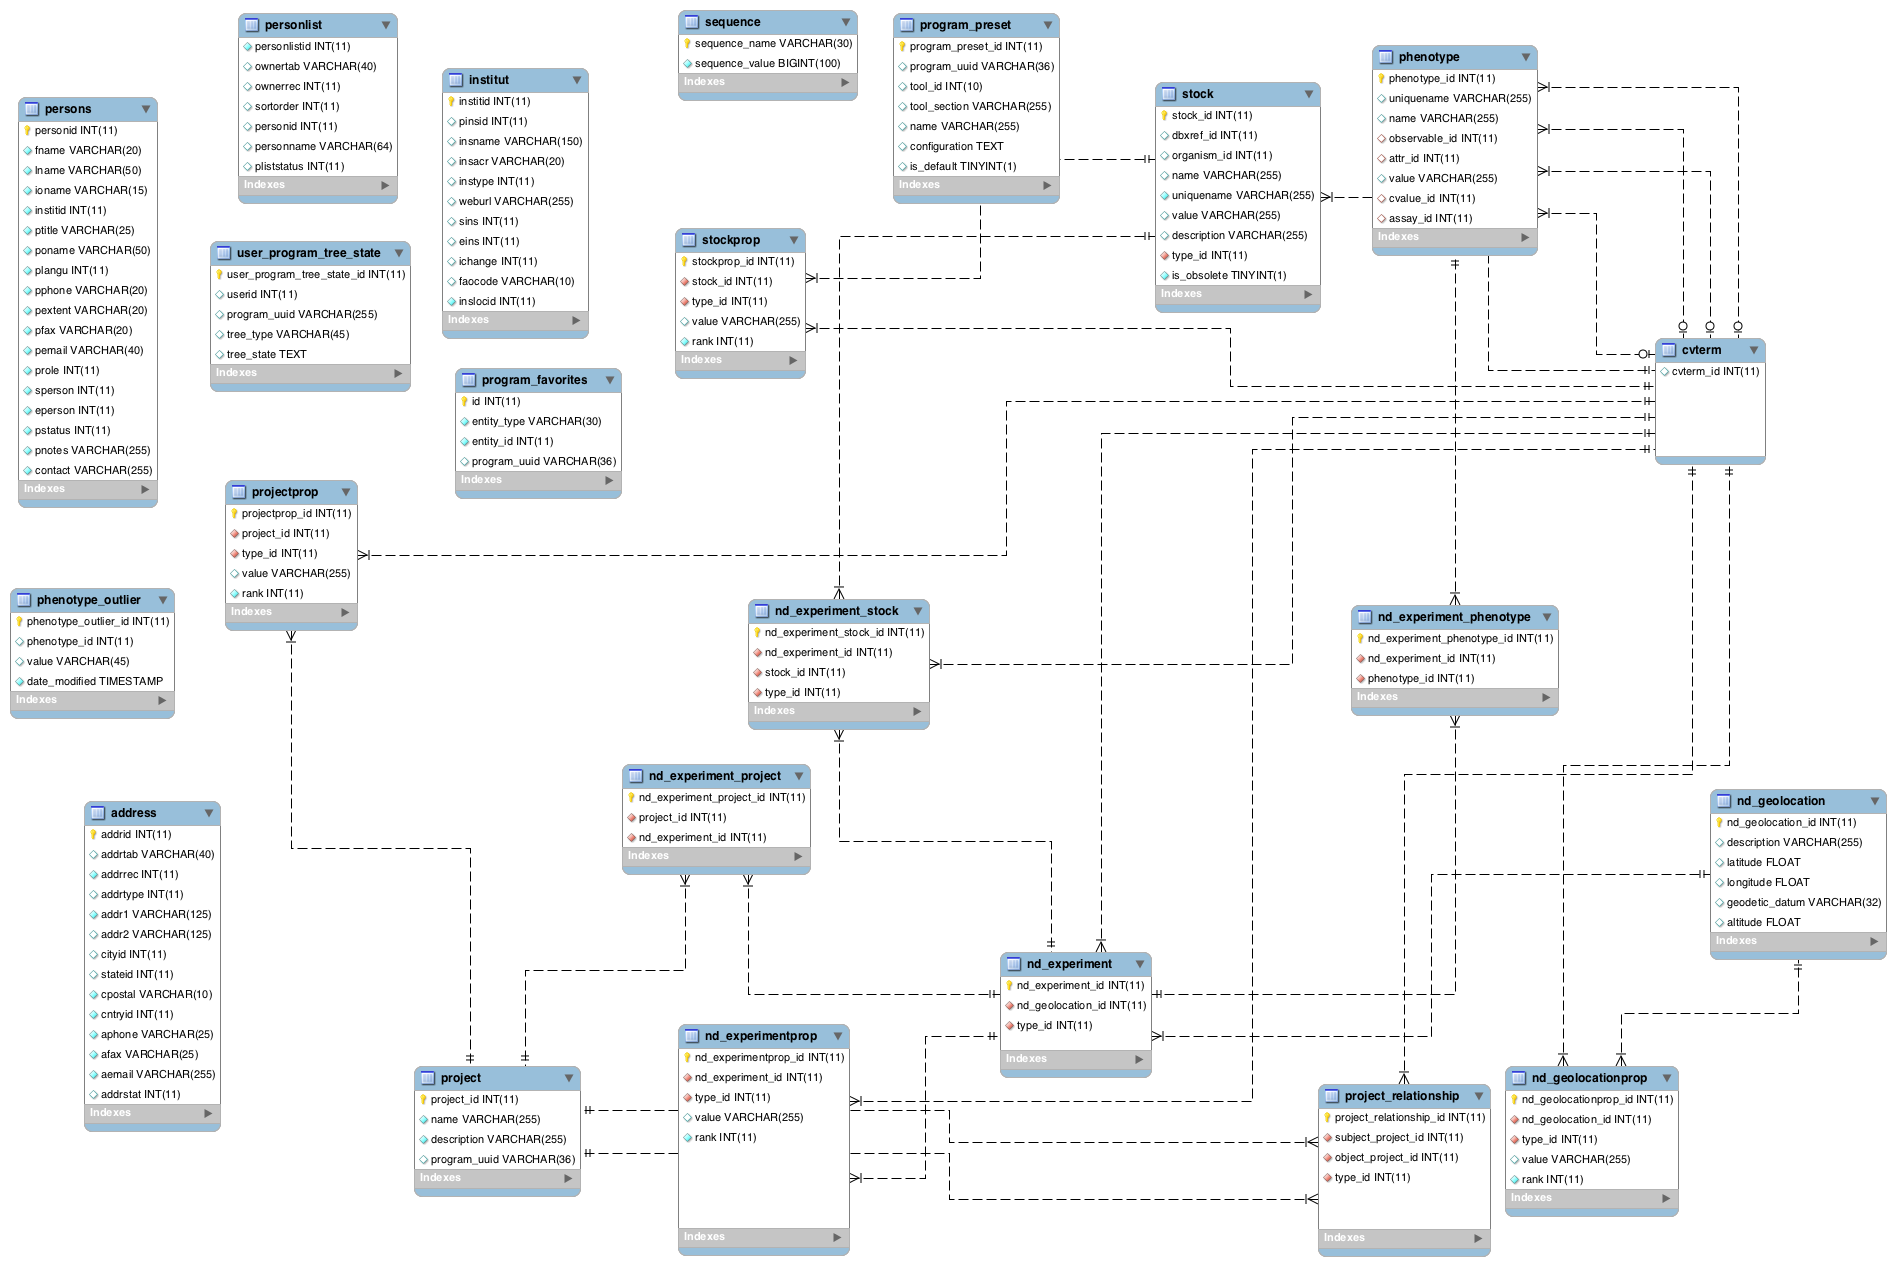 personlist
personlistid INT(11)
ownertab VARCHAR(40)
ownerrec INT(11)
sortorder INT(11)
personid INT(11)
personname VARCHAR(64)
pliststatus INT(11)
Indexes
sequence
sequence_name VARCHAR(30)
sequence_value BIGINT(100)
Indexes
program_preset
program_preset_id INT(11)
program_uuid VARCHAR(36)
tool_id INT(10)
tool_section VARCHAR(255)
name VARCHAR(255)
configuration TEXT
is_default TINYINT(1)
Indexes
phenotype
phenotype_id INT(11)
uniquename VARCHAR(255)
name VARCHAR(255)
observable_id INT(11)
attr_id INT(11)
value VARCHAR(255)
cvalue_id INT(11)
assay_id INT(11)
Indexes
institut
institid INT(11)
pinsid INT(11)
insname VARCHAR(150)
insacr VARCHAR(20)
instype INT(11)
weburl VARCHAR(255)
sins INT(11)
eins INT(11)
ichange INT(11)
faocode VARCHAR(10)
inslocid INT(11)
Indexes
stock
stock_id INT(11)
dbxref_id INT(11)
organism_id INT(11)
name VARCHAR(255)
uniquename VARCHAR(255)
value VARCHAR(255)
description VARCHAR(255)
type_id INT(11)
is_obsolete TINYINT(1)
Indexes
persons
personid INT(11)
fname VARCHAR(20)
lname VARCHAR(50)
ioname VARCHAR(15)
institid INT(11)
ptitle VARCHAR(25)
poname VARCHAR(50)
plangu INT(11)
pphone VARCHAR(20)
pextent VARCHAR(20)
pfax VARCHAR(20)
pemail VARCHAR(40)
prole INT(11)
sperson INT(11)
eperson INT(11)
pstatus INT(11)
pnotes VARCHAR(255)
contact VARCHAR(255)
Indexes
user_program_tree_state
user_program_tree_state_id INT(11)
userid INT(11)
program_uuid VARCHAR(255)
tree_type VARCHAR(45)
tree_state TEXT
Indexes
stockprop
stockprop_id INT(11)
stock_id INT(11)
type_id INT(11)
value VARCHAR(255)
rank INT(11)
Indexes
cvterm
cvterm_id INT(11)
program_favorites
id INT(11)
entity_type VARCHAR(30)
entity_id INT(11)
program_uuid VARCHAR(36)
Indexes
projectprop
projectprop_id INT(11)
project_id INT(11)
type_id INT(11)
value VARCHAR(255)
rank INT(11)
Indexes
phenotype_outlier
phenotype_outlier_id INT(11)
phenotype_id INT(11)
value VARCHAR(45)
date_modified TIMESTAMP
Indexes
nd_experiment_stock
nd_experiment_stock_id INT(11)
nd_experiment_id INT(11)
stock_id INT(11)
type_id INT(11)
Indexes
nd_experiment_phenotype
nd_experiment_phenotype_id INT(11)
nd_experiment_id INT(11)
phenotype_id INT(11)
Indexes
nd_experiment_project
nd_experiment_project_id INT(11)
project_id INT(11)
nd_experiment_id INT(11)
Indexes
nd_geolocation
nd_geolocation_id INT(11)
description VARCHAR(255)
latitude FLOAT
longitude FLOAT
geodetic_datum VARCHAR(32)
altitude FLOAT
Indexes
address
addrid INT(11)
addrtab VARCHAR(40)
addrrec INT(11)
addrtype INT(11)
addr1 VARCHAR(125)
addr2 VARCHAR(125)
cityid INT(11)
stateid INT(11)
cpostal VARCHAR(10)
cntryid INT(11)
aphone VARCHAR(25)
afax VARCHAR(25)
aemail VARCHAR(255)
addrstat INT(11)
Indexes
nd_experiment
nd_experiment_id INT(11)
nd_geolocation_id INT(11)
type_id INT(11)
Indexes
nd_experimentprop
nd_experimentprop_id INT(11)
nd_experiment_id INT(11)
type_id INT(11)
value VARCHAR(255)
rank INT(11)
Indexes
project
project_id INT(11)
name VARCHAR(255)
description VARCHAR(255)
program_uuid VARCHAR(36)
Indexes
project_relationship
project_relationship_id INT(11)
subject_project_id INT(11)
object_project_id INT(11)
type_id INT(11)
Indexes
nd_geolocationprop
nd_geolocationprop_id INT(11)
nd_geolocation_id INT(11)
type_id INT(11)
value VARCHAR(255)
rank INT(11)
Indexes